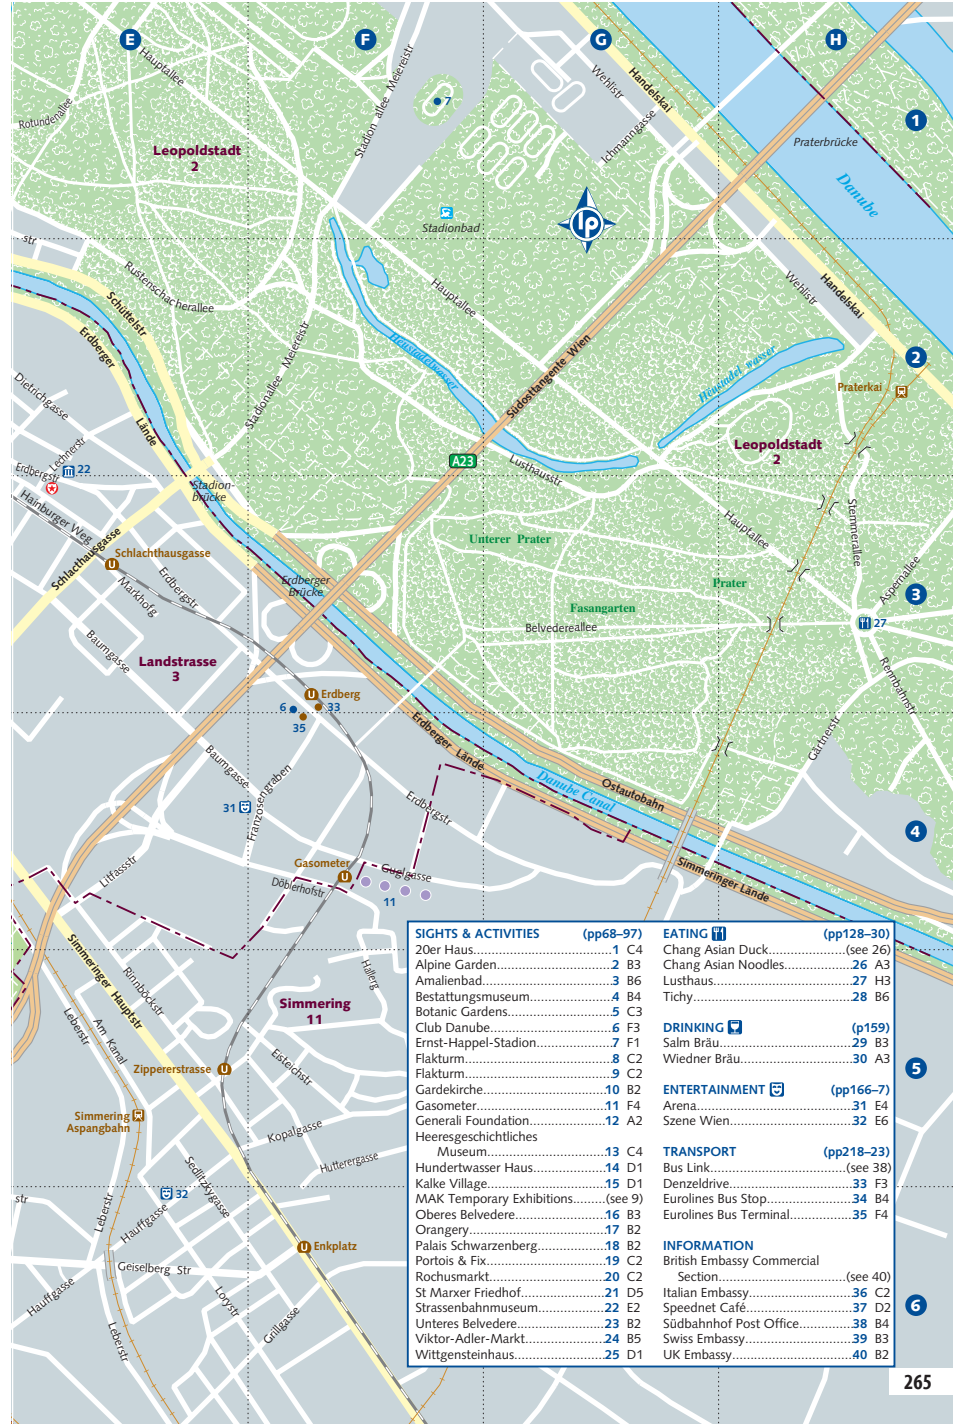 E
F
G
H
1
2
3
4
5
6
Hauptallee
Rotundenallee
Leopoldstadt
2
Stadion allee Meiereistr
7
Wehlistr
Handelskai
Ichmanngasse
Praterbrücke
Danube
Stadionbad
lp
str
Rustenschacherallee
Schüttelstr
Erdberger
Lände
Hauptallee
Stadionallee - Meiereistr
Heustadelwasser
Südosttangente Wien
Heustadel wasser
Wehlistr
Handelskai
Praterkai
Dietrichgasse
Lechnerstr
Erdbergstr
22
Hainburger Weg
Stadion-
brücke
A23
Lusthausstr
Leopoldstadt
2
Schlachthausgasse
Schlachthausgasse
Erdbergstr
Markhofg
Erdberger
Brücke
Unterer Prater
Hauptallee
Stemmerallee
Aspernallee
Prater
Fasangarten
Belvedereallee
27
Rennbahnstr
Baumgasse
Landstrasse
3
Erdberg
6
33
35
Erdberger Lände
Gärtnerstr
Baumgasse
Franzosengraben
31
Danube Canal
Ostautobahn
Erdbergstr
Litfassstr
Gasometer
Guglgasse
Döblerhofstr
11
Simmeringer Lände
Simmeringer Hauptstr
Rinnböckstr
Hallerg
Simmering
11
Leberstr
Am Kanal
Zippererstrasse
Eisteichstr
Simmering
Aspangbahn
Kopalgasse
Hutterergasse
Sedlitzkygasse
32
str
Leberstr
Hauffgasse
Enkplatz
Geiselberg Str
Hauffgasse
Lorystr
Grillgasse
Leberstr
SIGHTS & ACTIVITIES (pp68–97)
20er Haus 1 C4
Alpine Garden 2 B3
Amalienbad 3 B6
Bestattungsmuseum 4 B4
Botanic Gardens 5 C3
Club Danube 6 F3
Ernst-Happel-Stadion 7 F1
Flakturm 8 C2
Flakturm 9 C2
Gardekirche 10 B2
Gasometer 11 F4
Generali Foundation 12 A2
Heeresgeschichtliches
Museum 13 C4
Hundertwasser Haus 14 D1
Kalke Village 15 D1
MAK Temporary Exhibitions (see 9)
Oberes Belvedere 16 B3
Orangery 17 B2
Palais Schwarzenberg 18 B2
Portois & Fix 19 C2
Rochusmarkt 20 C2
St Marxer Friedhof 21 D5
Strassenbahnmuseum 22 E2
Unteres Belvedere 23 B2
Viktor-Adler-Markt 24 B5
Wittgensteinhaus 25 D1
EATING (pp128–30)
Chang Asian Duck (see 26)
Chang Asian Noodles 26 A3
Lusthaus 27 H3
Tichy 28 B6
DRINKING (p159)
Salm Bräu 29 B3
Wiedner Bräu 30 A3
ENTERTAINMENT (pp166–7)
Arena 31 E4
Szene Wien 32 E6
TRANSPORT (pp218–23)
Bus Link (see 38)
Denzeldrive 33 F3
Eurolines Bus Stop 34 B4
Eurolines Bus Terminal 35 F4
INFORMATION
British Embassy Commercial
Section (see 40)
Italian Embassy 36 C2
Speednet Café 37 D2
Südbahnhof Post Office 38 B4
Swiss Embassy 39 B3
UK Embassy 40 B2
265